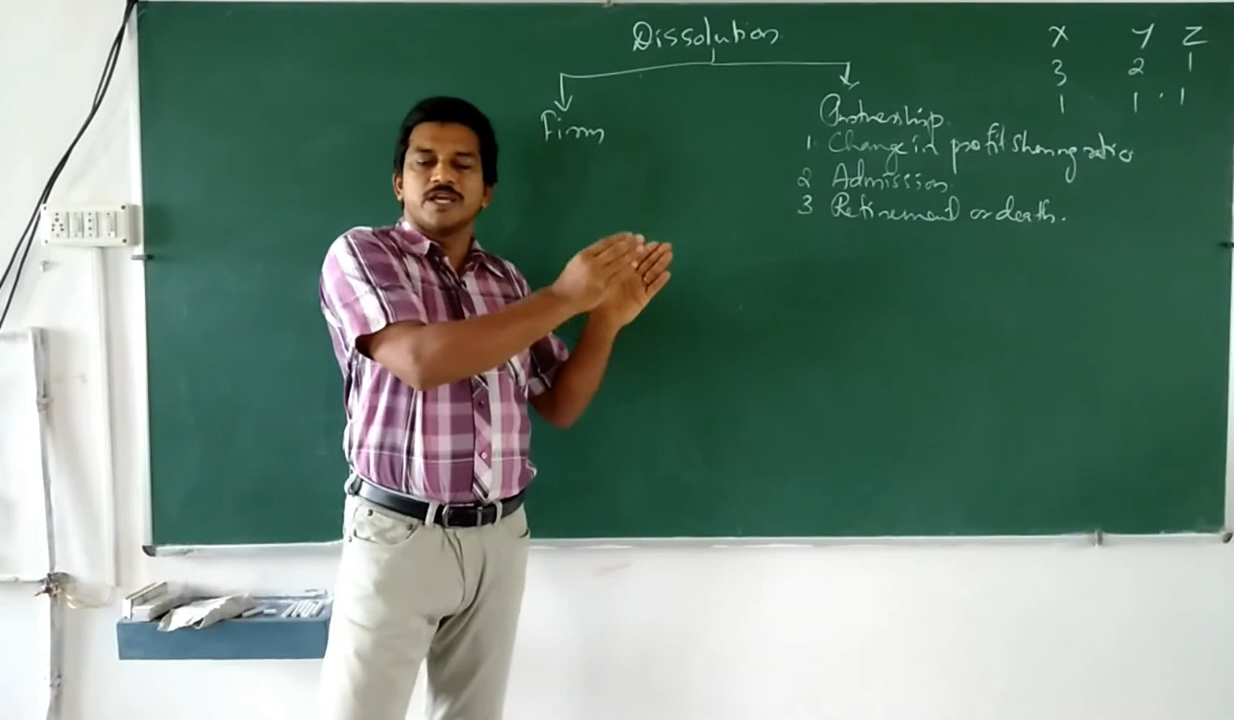 Dissolution
Firm
Partnership
1. Change in profit sharing ratio
2 Admission
3 Retirement or death.
X Y Z
3 2 1
1 1 . 1